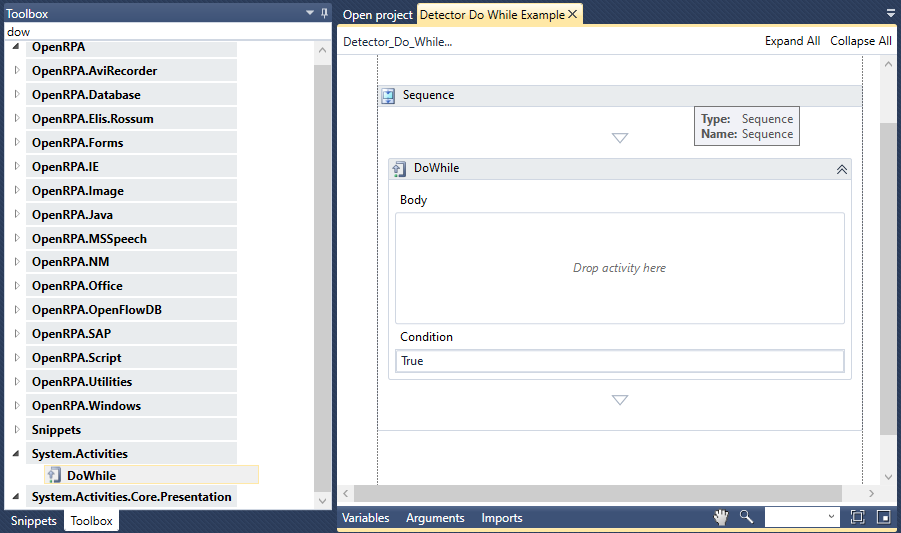 Toolbox
dow
OpenRPA
OpenRPA.AviRecorder
OpenRPA.Database
OpenRPA.Elis.Rossum
OpenRPA.Forms
OpenRPA.IE
OpenRPA.Image
OpenRPA.Java
OpenRPA.MSSpeech
OpenRPA.NM
OpenRPA.Office
OpenRPA.OpenFlowDB
OpenRPA.SAP
OpenRPA.Script
OpenRPA.Utilities
OpenRPA.Windows
Snippets
System.Activities
DoWhile
System.Activities.Core.Presentation
Snippets Toolbox
Open project Detector Do While Example
Detector_Do_While... Expand All Collapse All
Sequence
Type: Sequence
Name: Sequence
DoWhile
Body
Drop activity here
Condition
True
Variables Arguments Imports